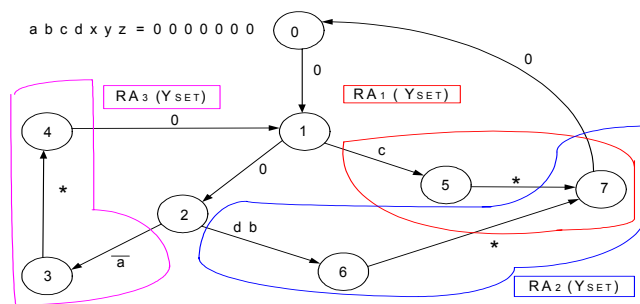 a b c d x y z = 0 0 0 0 0 0 0
0
0
0
RA3 (YSET)
RA1 (YSET)
4
0
1
c
*
0
5
*
7
2
d b
a̅
*
3
6
RA2 (YSET)